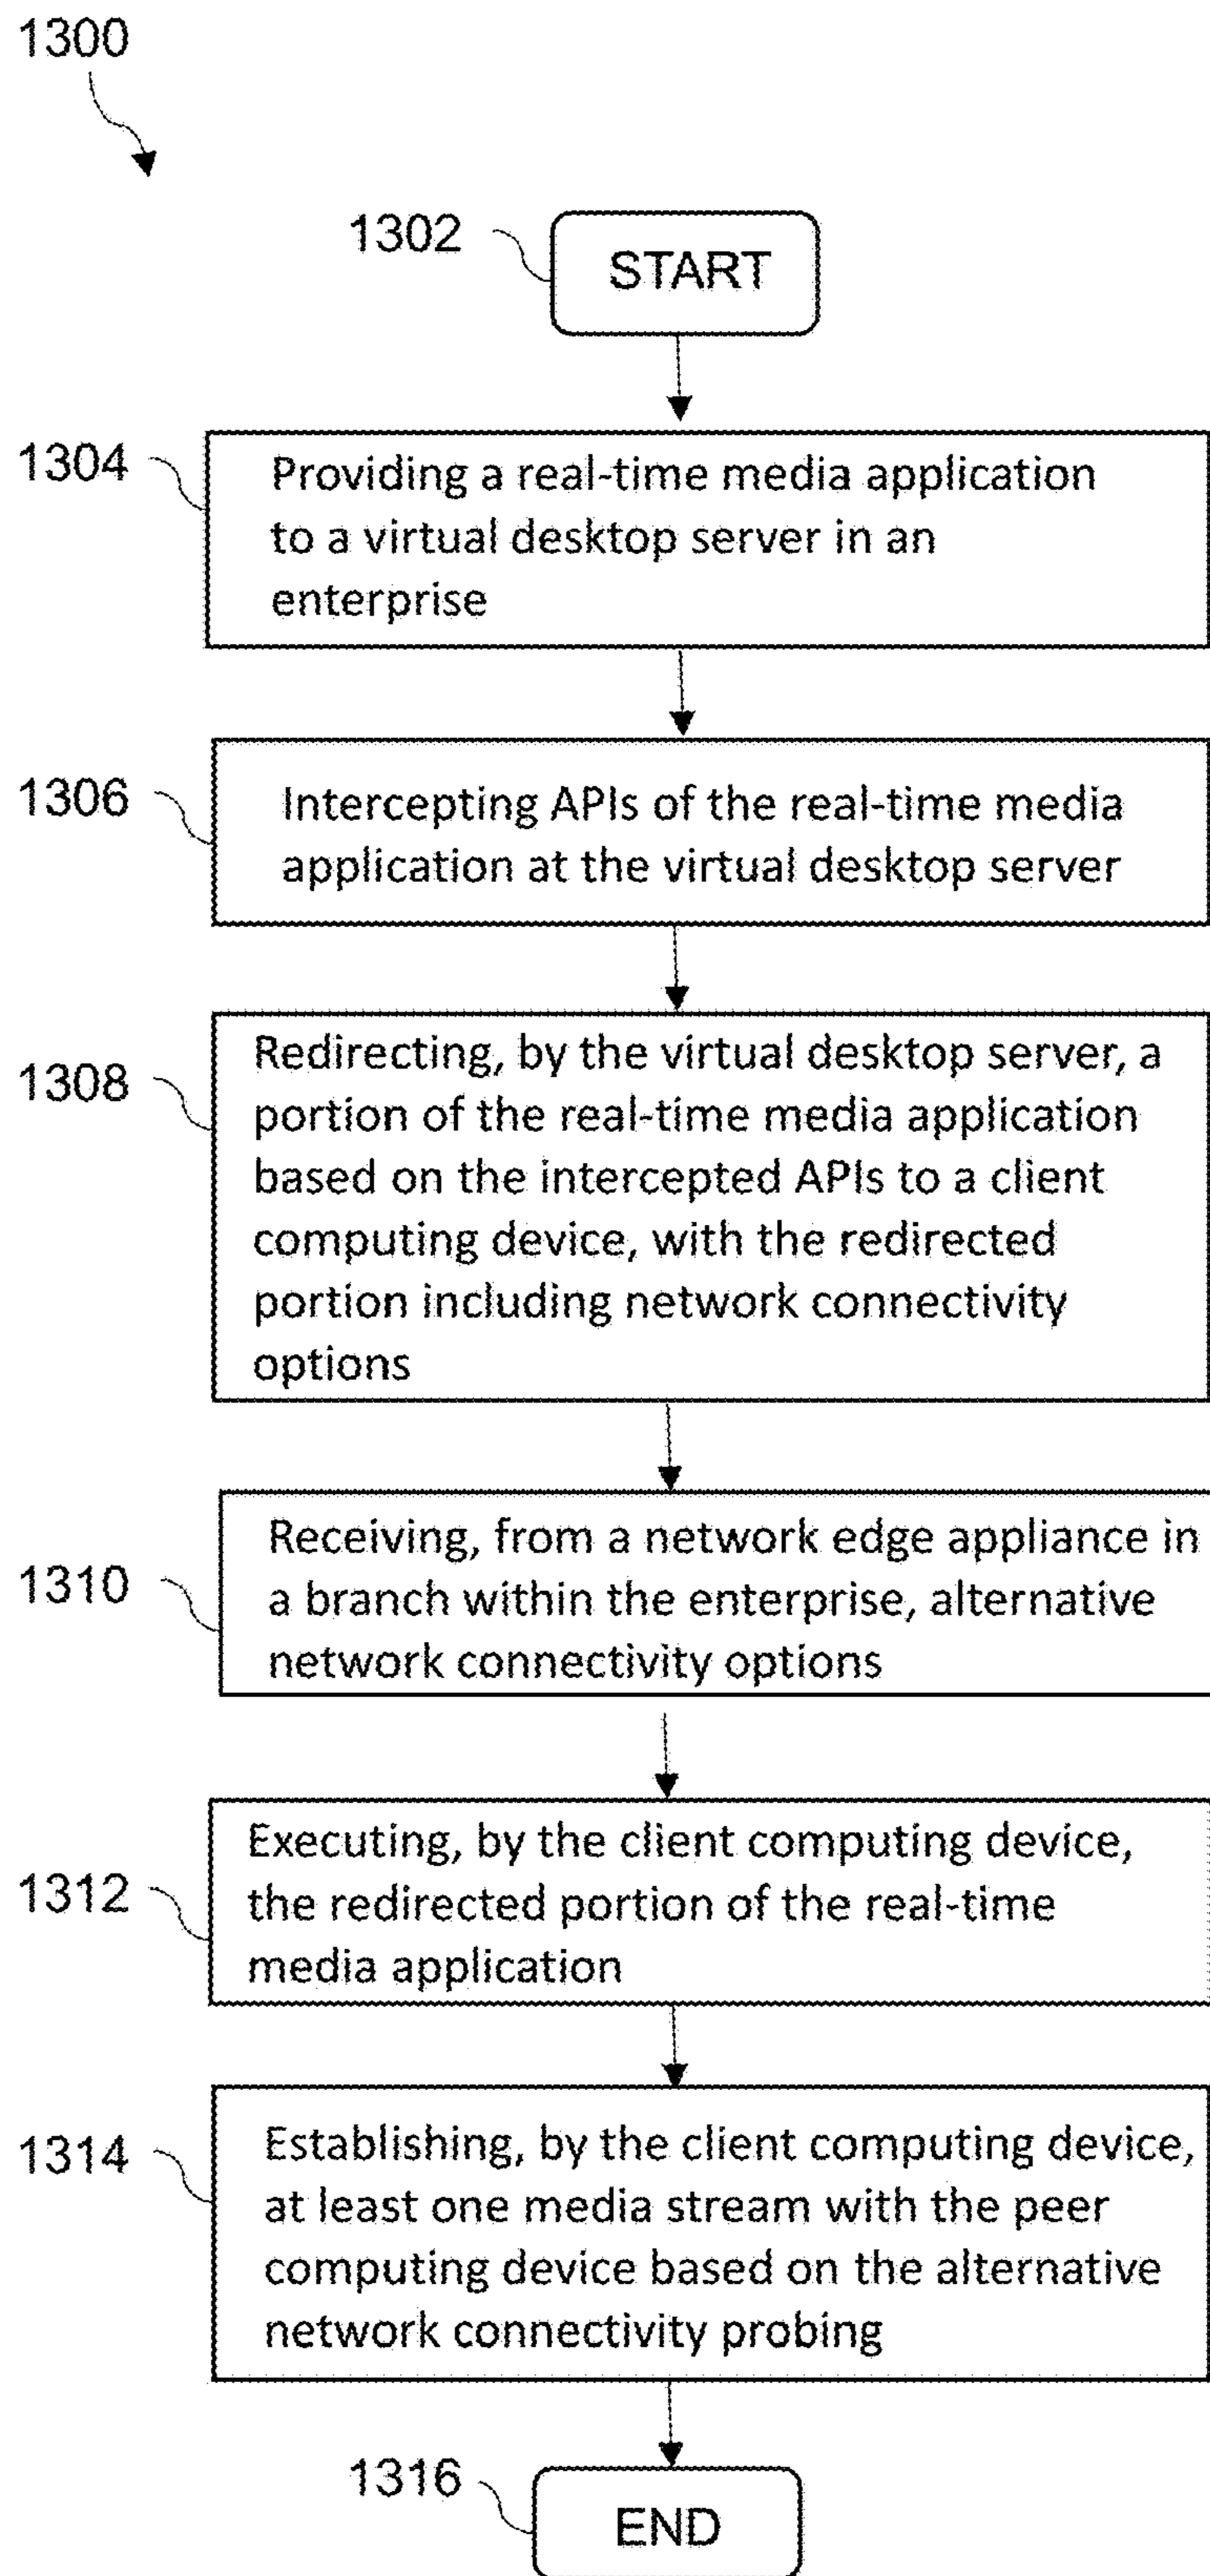 1300
1302
START
1304
Providing a real-time media application
to a virtual desktop server in an
enterprise
1306
Intercepting APIs of the real-time media
application at the virtual desktop server
1308
Redirecting, by the virtual desktop server, a
portion of the real-time media application
based on the intercepted APIs to a client
computing device, with the redirected
portion including network connectivity
options
1310
Receiving, from a network edge appliance in
a branch within the enterprise, alternative
network connectivity options
1312
Executing, by the client computing device,
the redirected portion of the real-time
media application
1314
Establishing, by the client computing device,
at least one media stream with the peer
computing device based on the alternative
network connectivity probing
1316
END